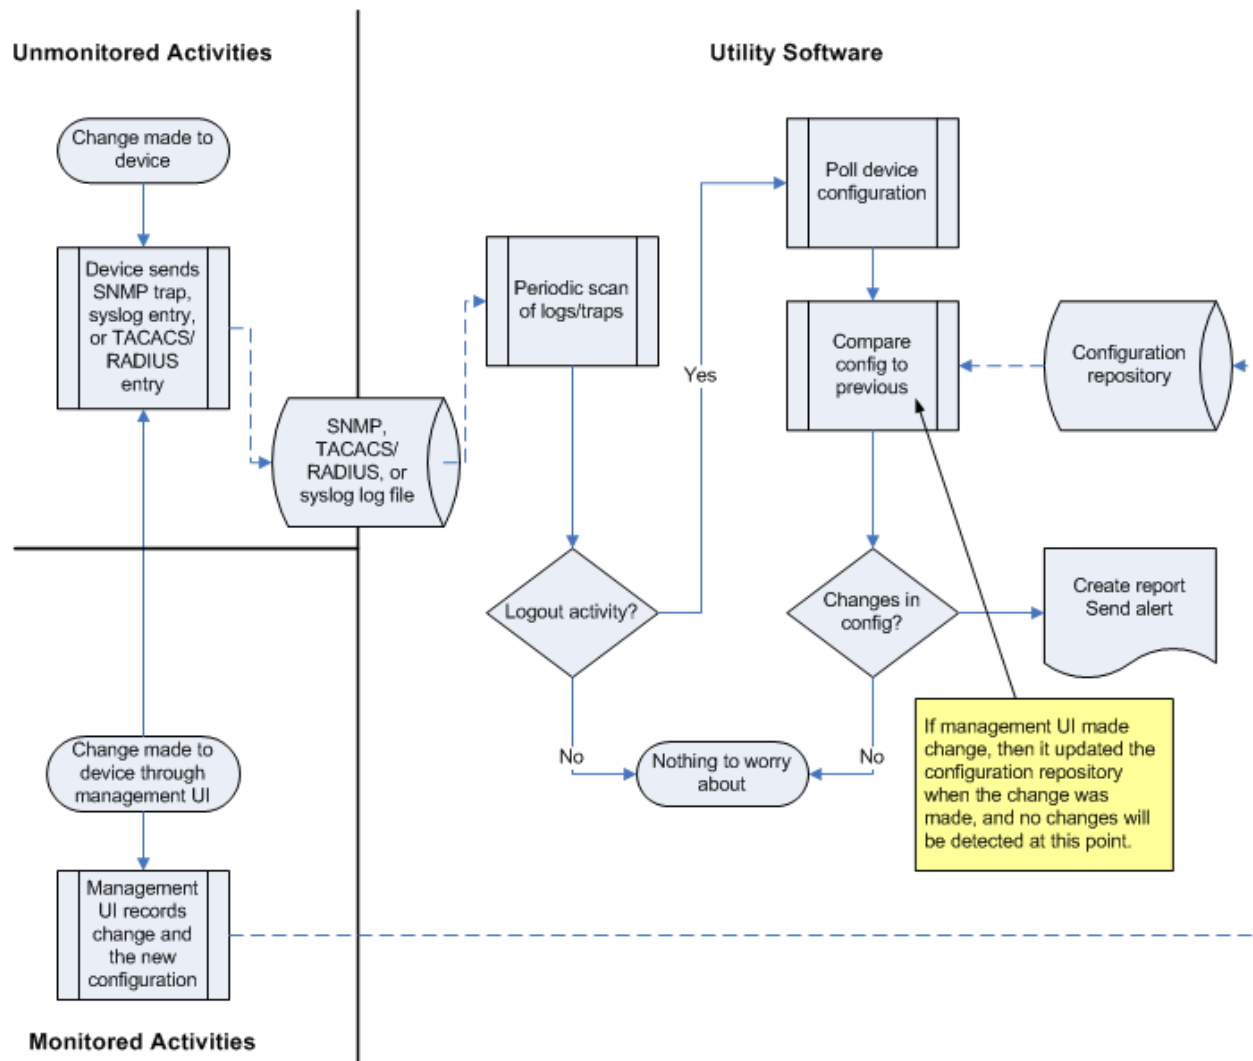 Unmonitored Activities
Utility Software
Change made to
device
Device sends
SNMP trap,
syslog entry,
or TACACS/
RADIUS
entry
SNMP,
TACACS/
RADIUS, or
syslog log file
Periodic scan
of logs/traps
Logout activity?
Yes
No
Poll device
configuration
Compare
config to
previous
Configuration
repository
Changes in
config?
No
Create report
Send alert
Nothing to worry
about
If management UI made
change, then it updated the
configuration repository
when the change was
made, and no changes will
be detected at this point.
Change made to
device through
management UI
Management
UI records
change and
the new
configuration
Monitored Activities